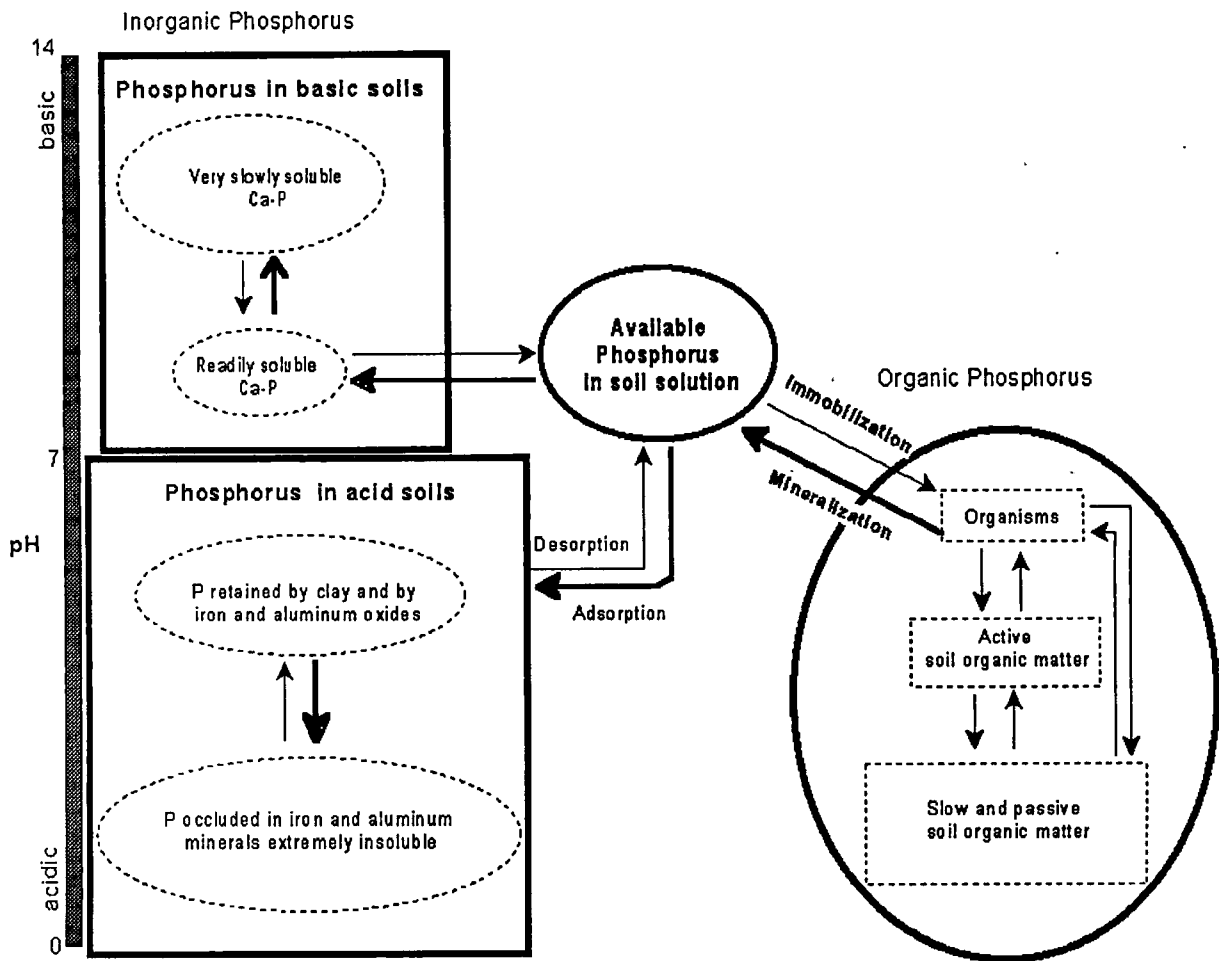 Inorganic Phosphorus
14
basic
Phosphorus in basic soils
Very slowly soluble
Ca-P
Readily soluble
Ca-P
Available
Phosphorus
in soil solution
Immobilization
Mineralization
Organic Phosphorus
7
pH
Phosphorus in acid soils
P retained by clay and by
iron and aluminum oxides
Desorption
Adsorption
P occluded in iron and aluminum
minerals extremely insoluble
Organisms
Active
soil organic matter
Slow and passive
soil organic matter
acidic
0